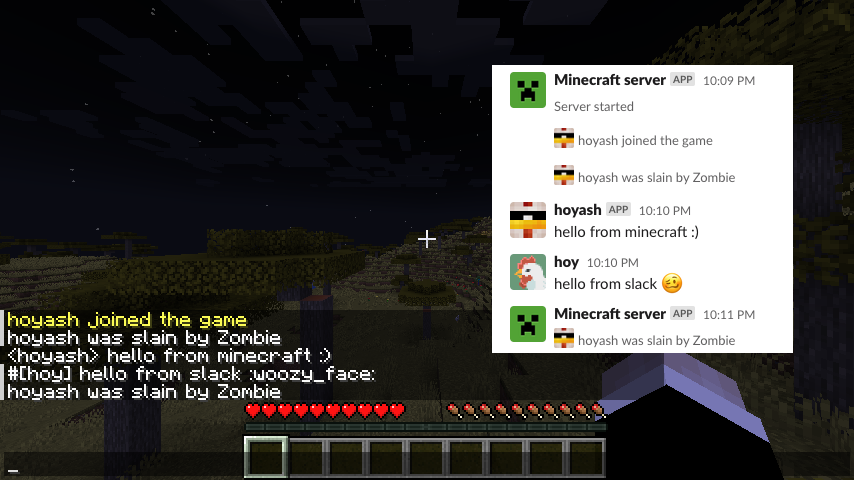 Minecraft server APP 10:09 PM
Server started
hoyash joined the game
hoyash was slain by Zombie
hoyash APP 10:10 PM
hello from minecraft :)
hoy 10:10 PM
hello from slack 🥴
Minecraft server APP 10:11 PM
hoyash was slain by Zombie
hoyash joined the game
hoyash was slain by Zombie
<hoyash> hello from minecraft :)
#[hoy] hello from slack :woozy_face:
hoyash was slain by Zombie
_